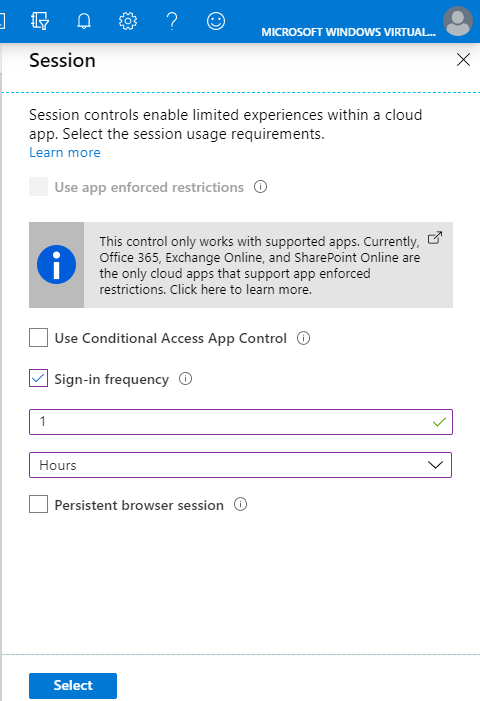 MICROSOFT WINDOWS VIRTUAL...
Session
Session controls enable limited experiences within a cloud
app. Select the session usage requirements.
Learn more
Use app enforced restrictions
This control only works with supported apps. Currently,
Office 365, Exchange Online, and SharePoint Online are
the only cloud apps that support app enforced
restrictions. Click here to learn more.
Use Conditional Access App Control
Sign-in frequency
1
Hours
Persistent browser session
Select